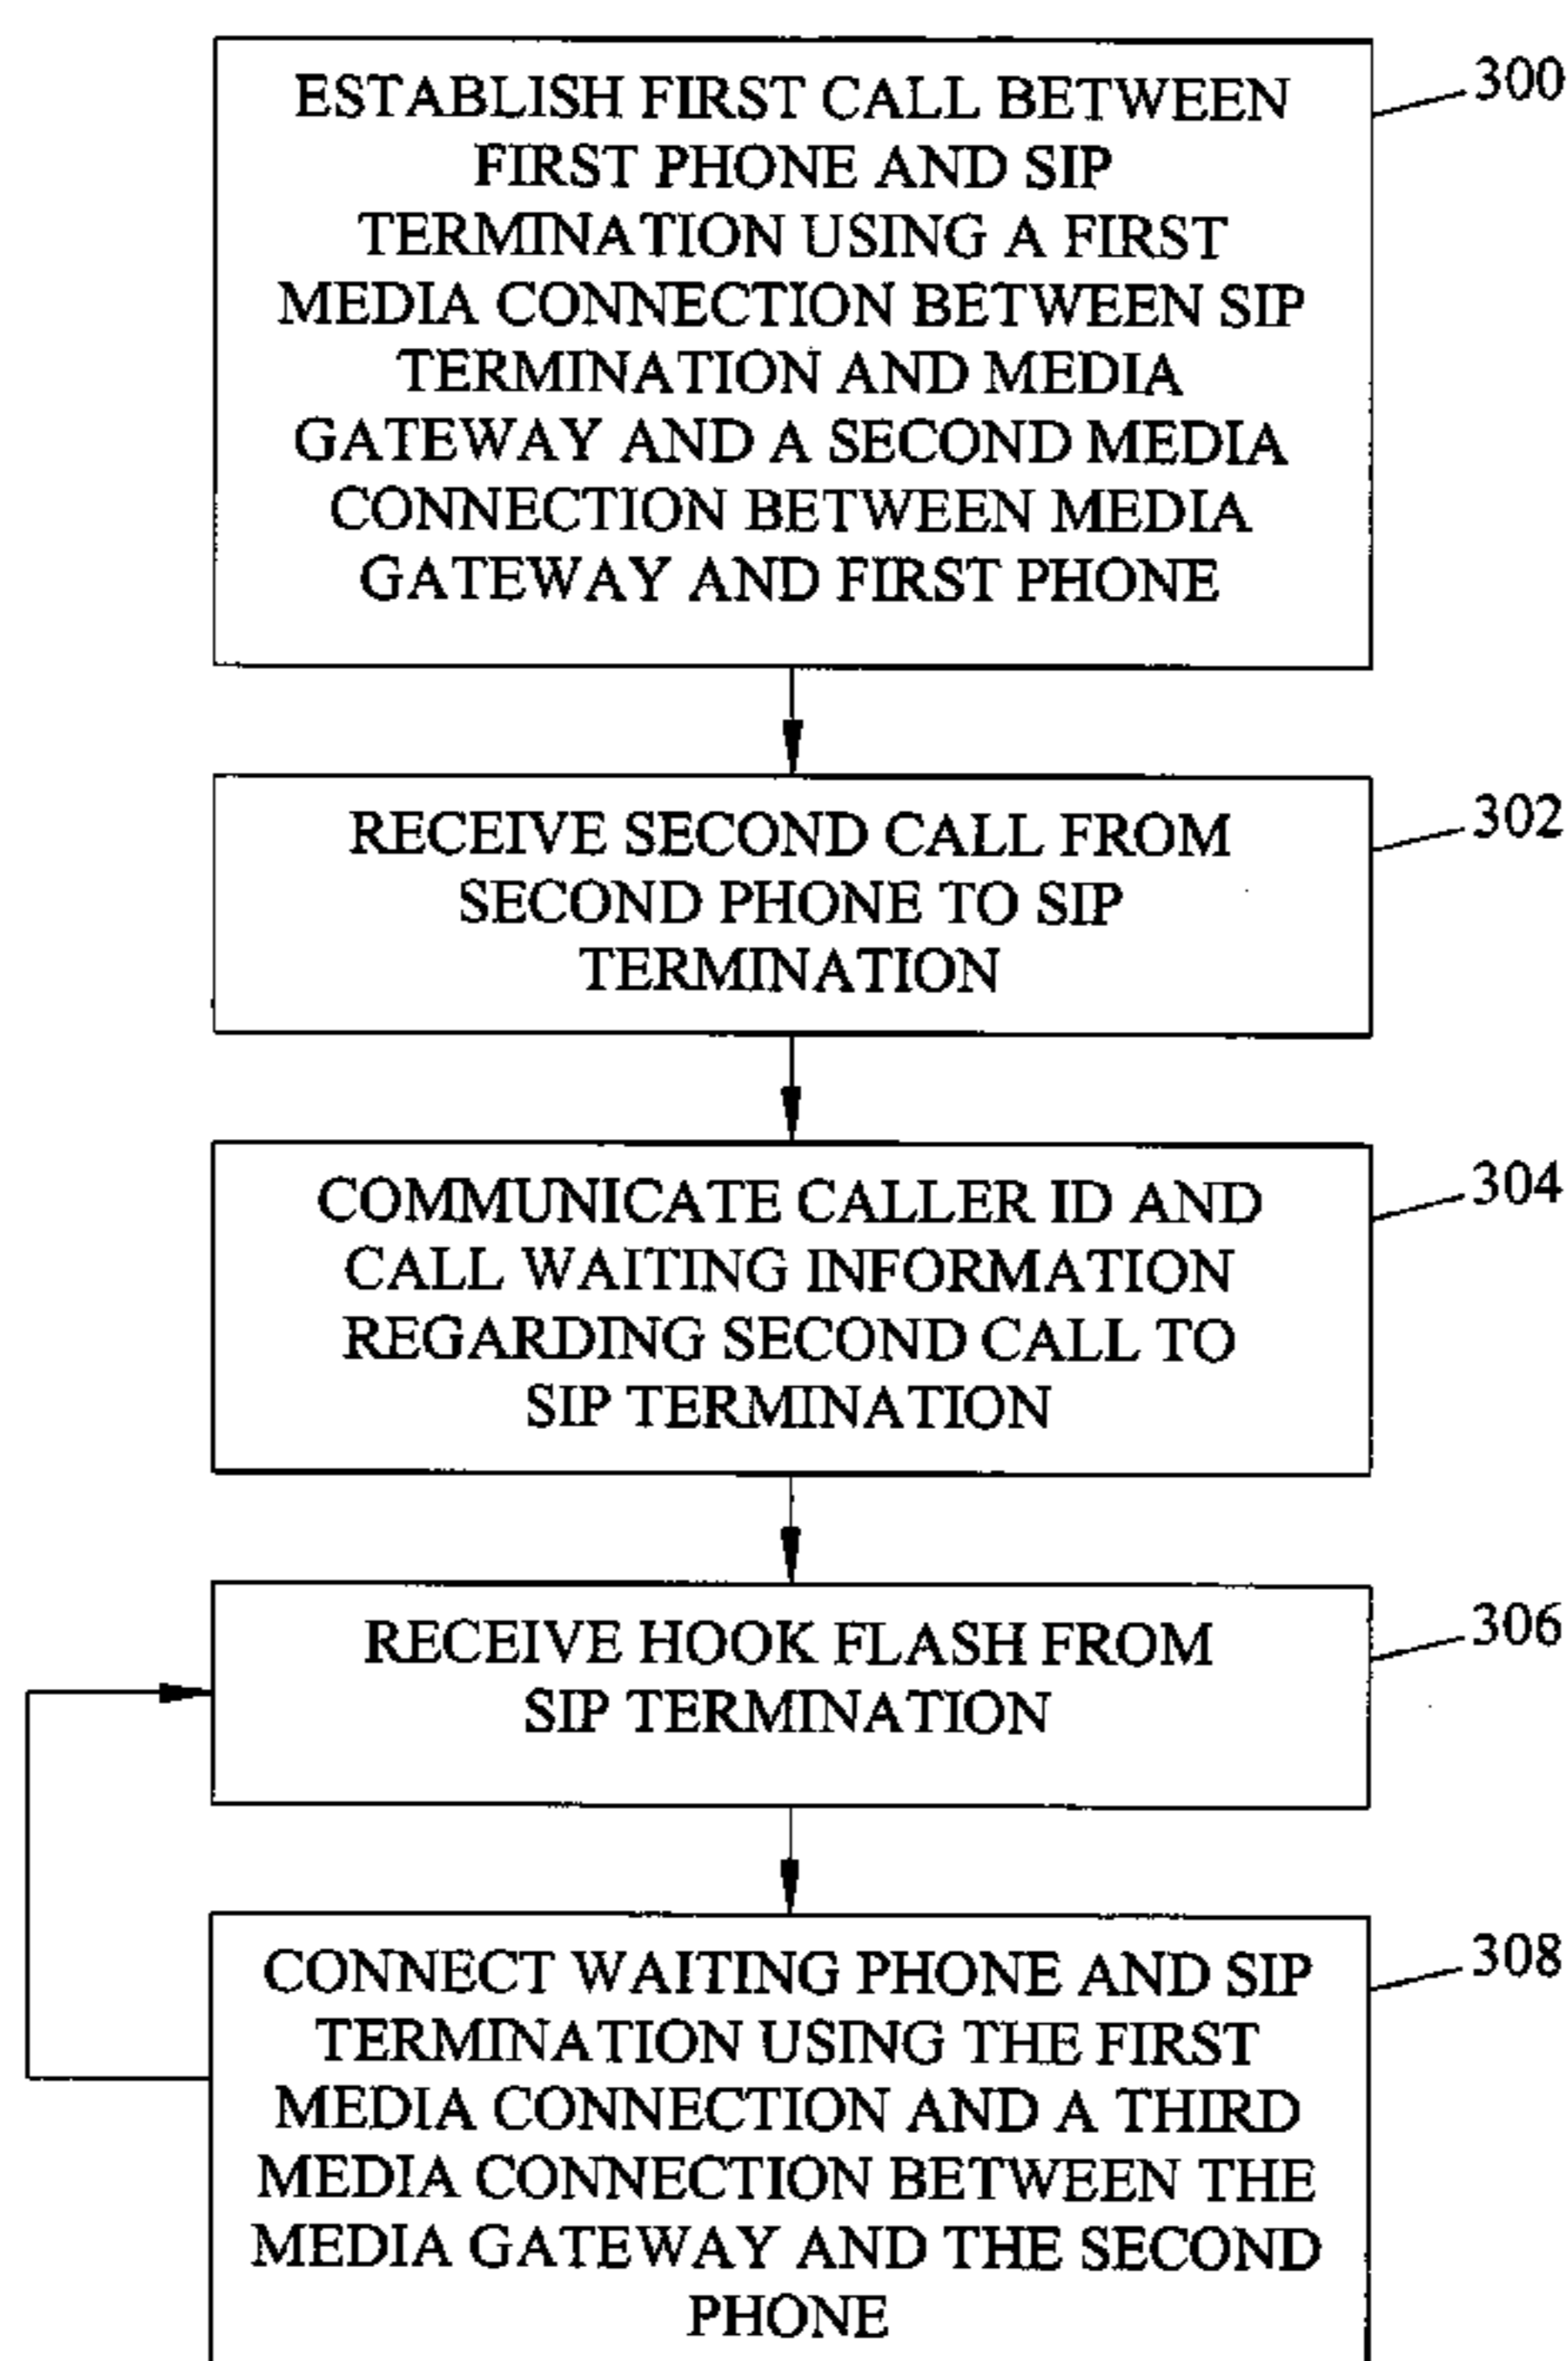 ESTABLISH FIRST CALL BETWEEN
FIRST PHONE AND SIP
TERMINATION USING A FIRST
MEDIA CONNECTION BETWEEN SIP
TERMINATION AND MEDIA
GATEWAY AND A SECOND MEDIA
CONNECTION BETWEEN MEDIA
GATEWAY AND FIRST PHONE
300
RECEIVE SECOND CALL FROM
SECOND PHONE TO SIP
TERMINATION
302
COMMUNICATE CALLER ID AND
CALL WAITING INFORMATION
REGARDING SECOND CALL TO
SIP TERMINATION
304
RECEIVE HOOK FLASH FROM
SIP TERMINATION
306
CONNECT WAITING PHONE AND SIP
TERMINATION USING THE FIRST
MEDIA CONNECTION AND A THIRD
MEDIA CONNECTION BETWEEN THE
MEDIA GATEWAY AND THE SECOND
PHONE
308